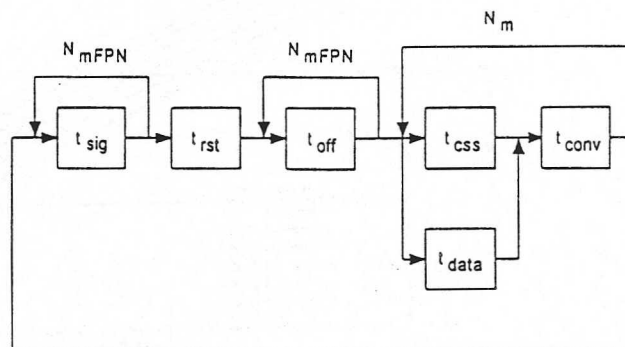 N mFPN
N mFPN
N m
t sig
t rst
t off
t css
t conv
t data